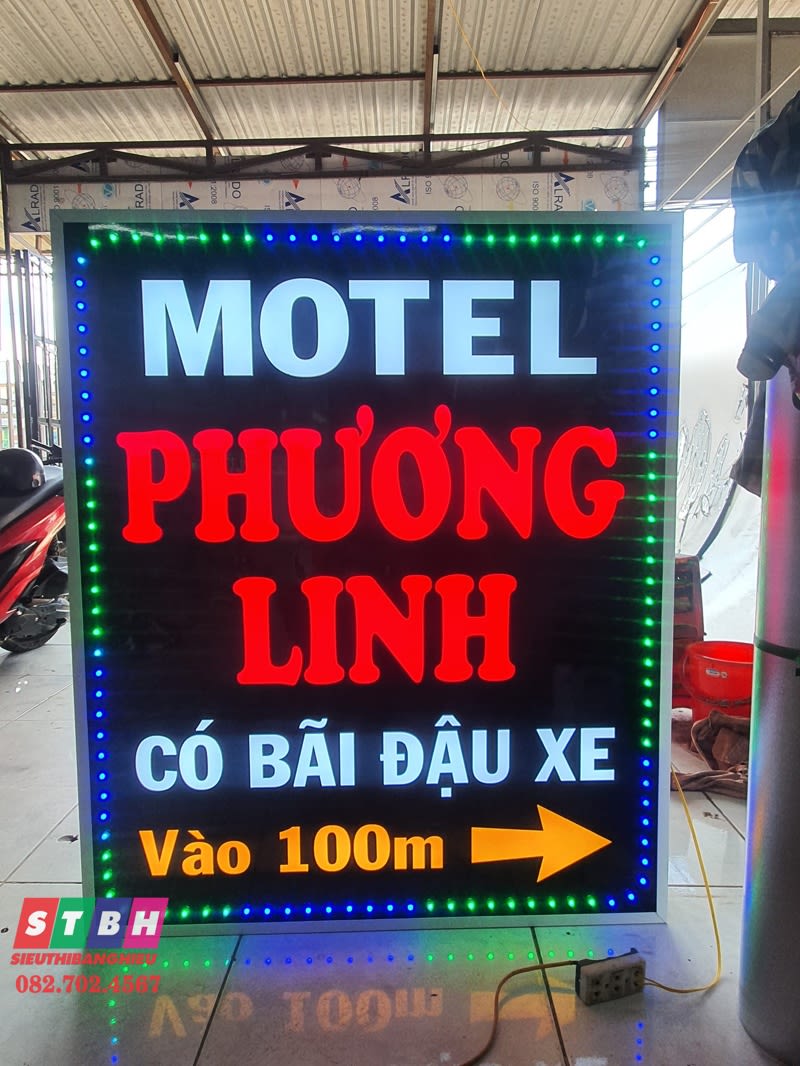 MOTEL
PHƯƠNG
LINH
CÓ BÃI ĐẬU XE
Vào 100m
STBH
SIEUTHIBANGHIEU
082.702.4567